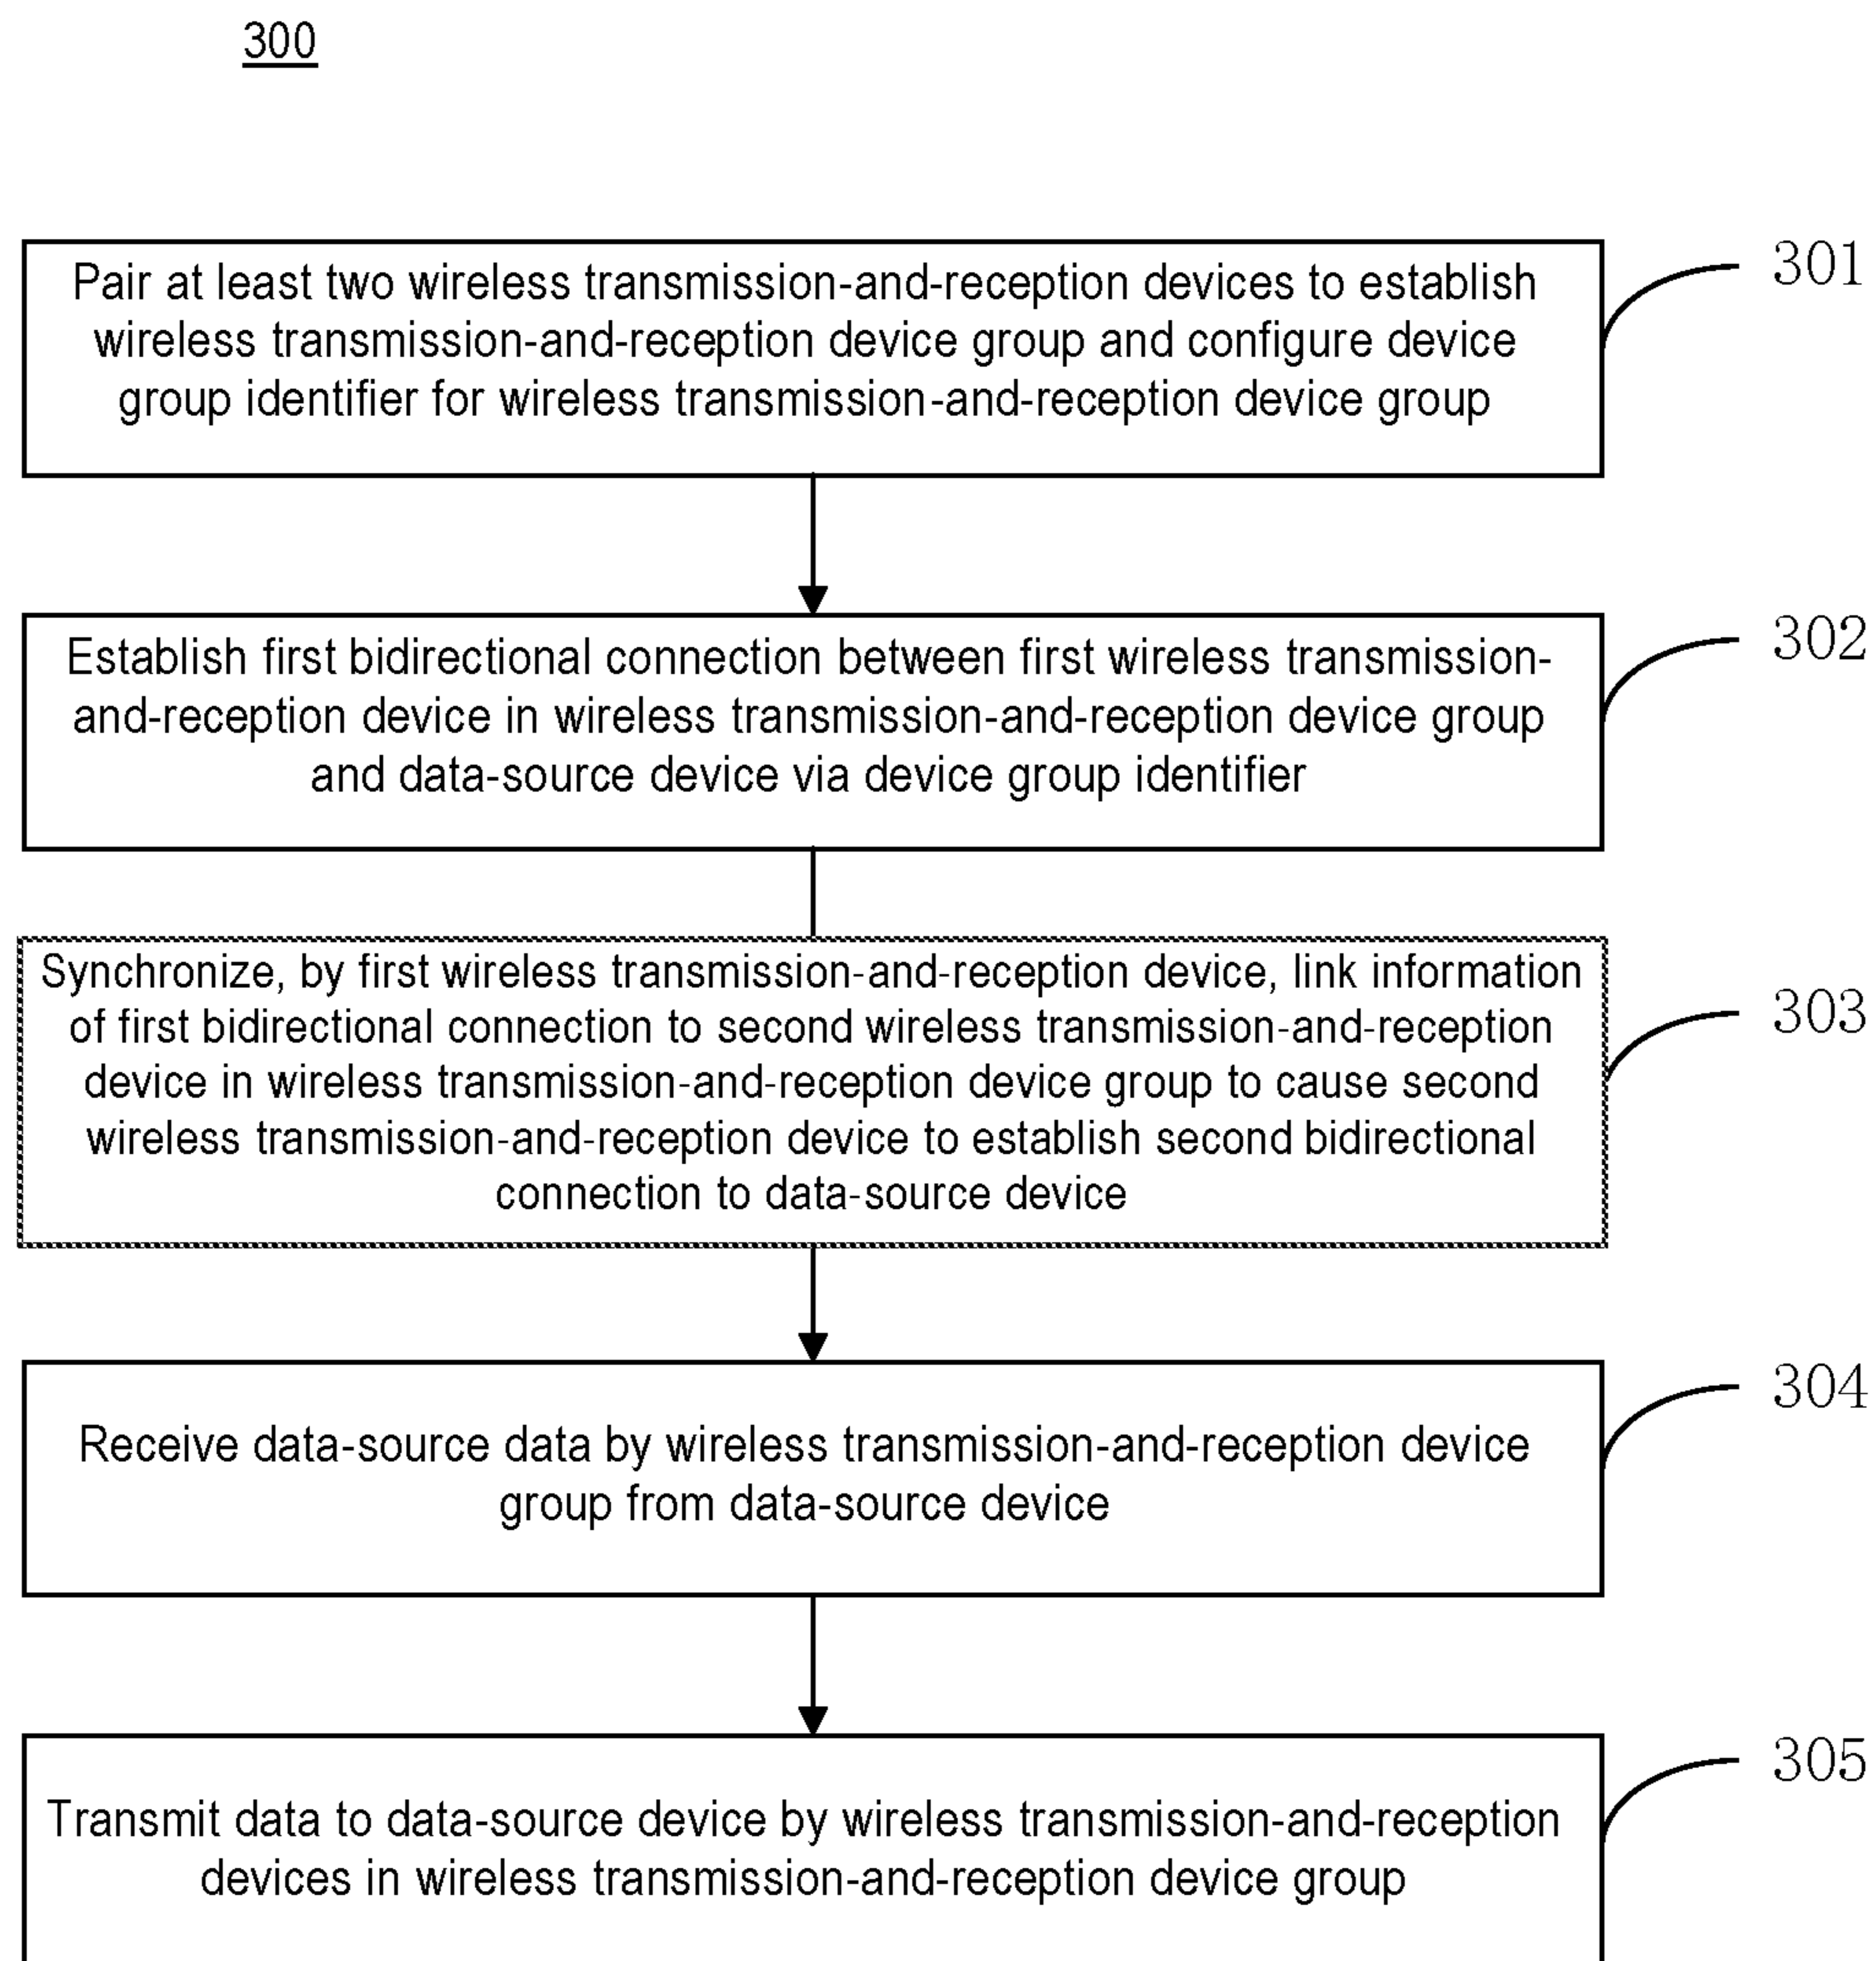 300
Pair at least two wireless transmission-and-reception devices to establish
wireless transmission-and-reception device group and configure device
group identifier for wireless transmission-and-reception device group
301
Establish first bidirectional connection between first wireless transmission-
and-reception device in wireless transmission-and-reception device group
and data-source device via device group identifier
302
Synchronize, by first wireless transmission-and-reception device, link information
of first bidirectional connection to second wireless transmission-and-reception
device in wireless transmission-and-reception device group to cause second
wireless transmission-and-reception device to establish second bidirectional
connection to data-source device
303
Receive data-source data by wireless transmission-and-reception device
group from data-source device
304
Transmit data to data-source device by wireless transmission-and-reception
devices in wireless transmission-and-reception device group
305